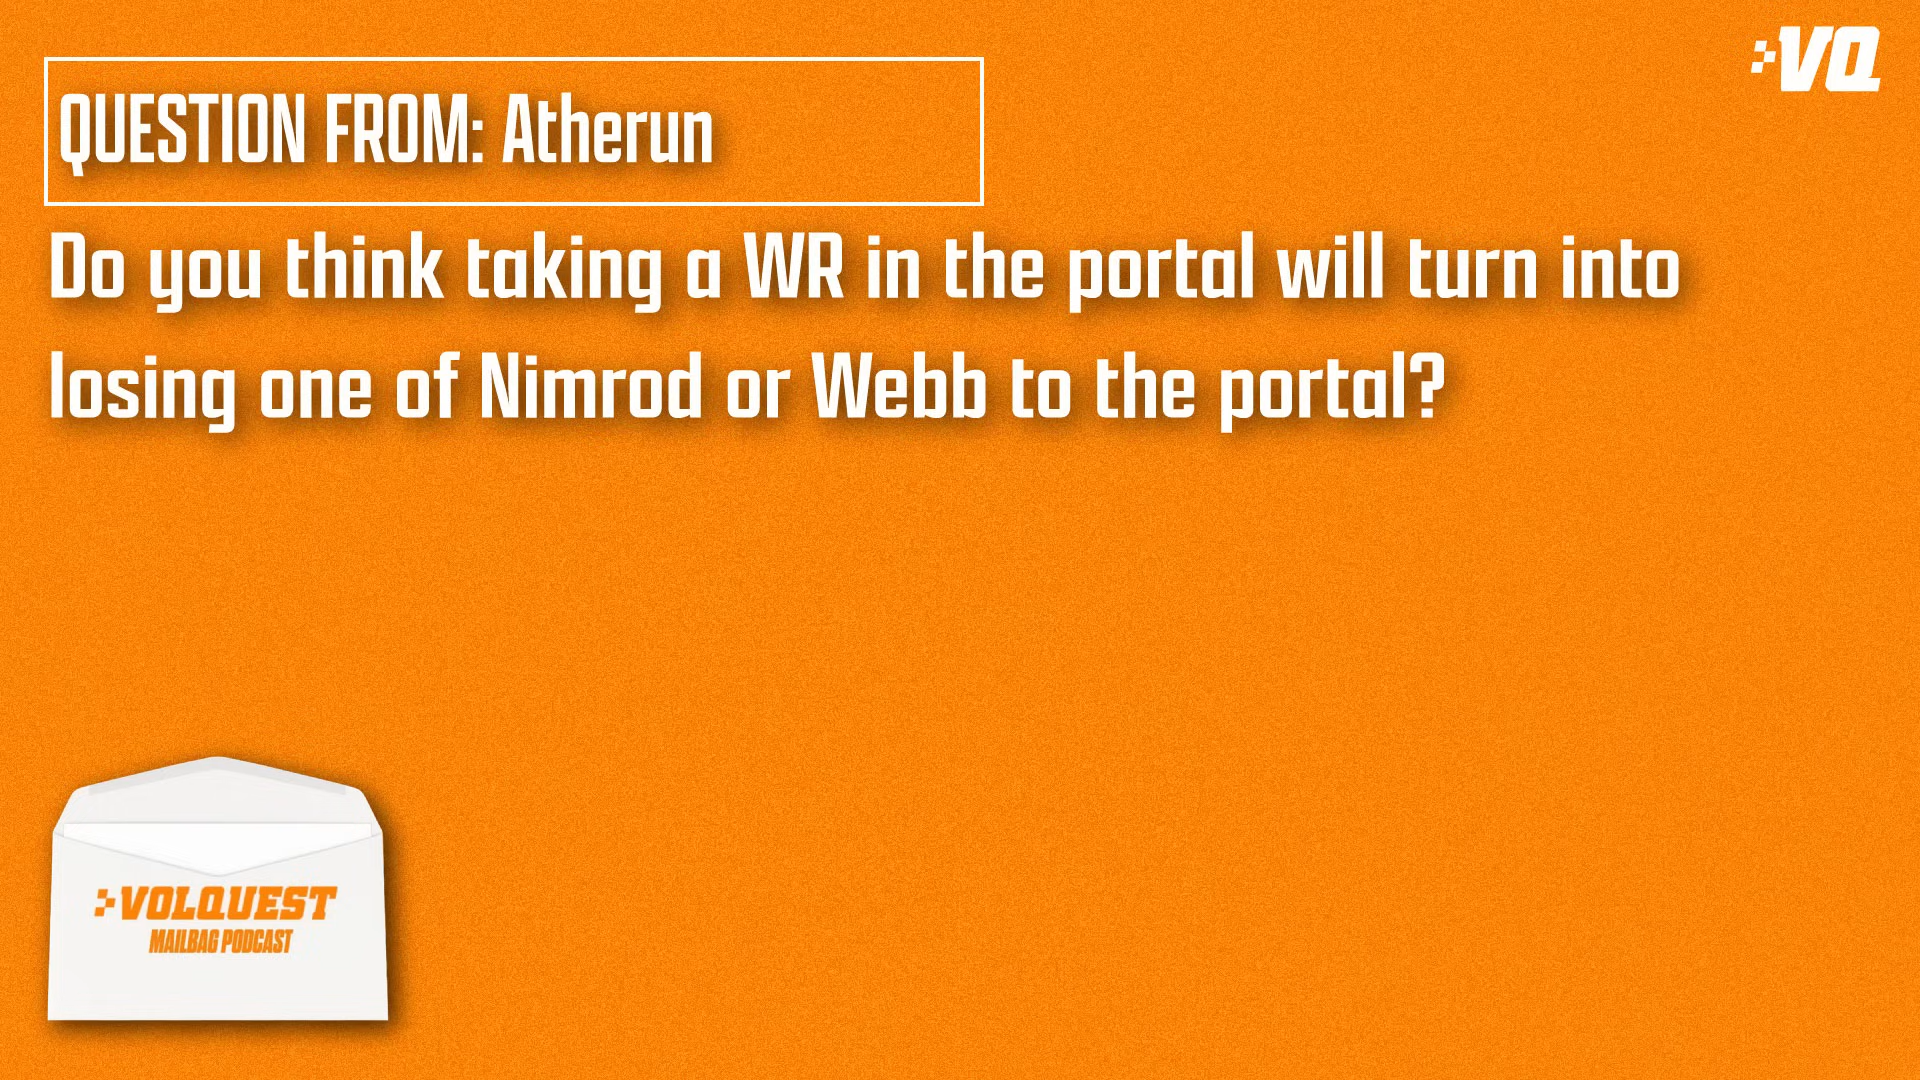 VQ
QUESTION FROM: Atherun
Do you think taking a WR in the portal will turn into
losing one of Nimrod or Webb to the portal?
VOLQUEST
MAILBAG PODCAST